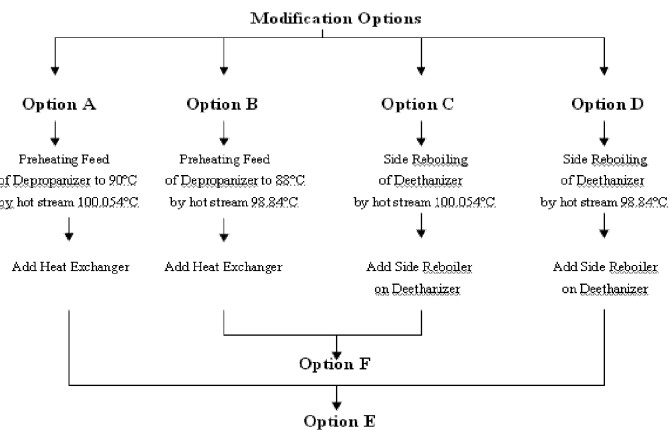 Modification Options
Option A
Option B
Option C
Option D
Preheating Feed
of Depropanizer to 90°C
by hot stream 100.054°C
Preheating Feed
of Depropanizer to 88°C
by hot stream 98.84°C
Side Reboiling
of Deethanizer
by hot stream 100.054°C
Side Reboiling
of Deethanizer
by hot stream 98.84°C
Add Heat Exchanger
Add Heat Exchanger
Add Side Reboiler
on Deethanizer
Add Side Reboiler
on Deethanizer
Option F
Option E